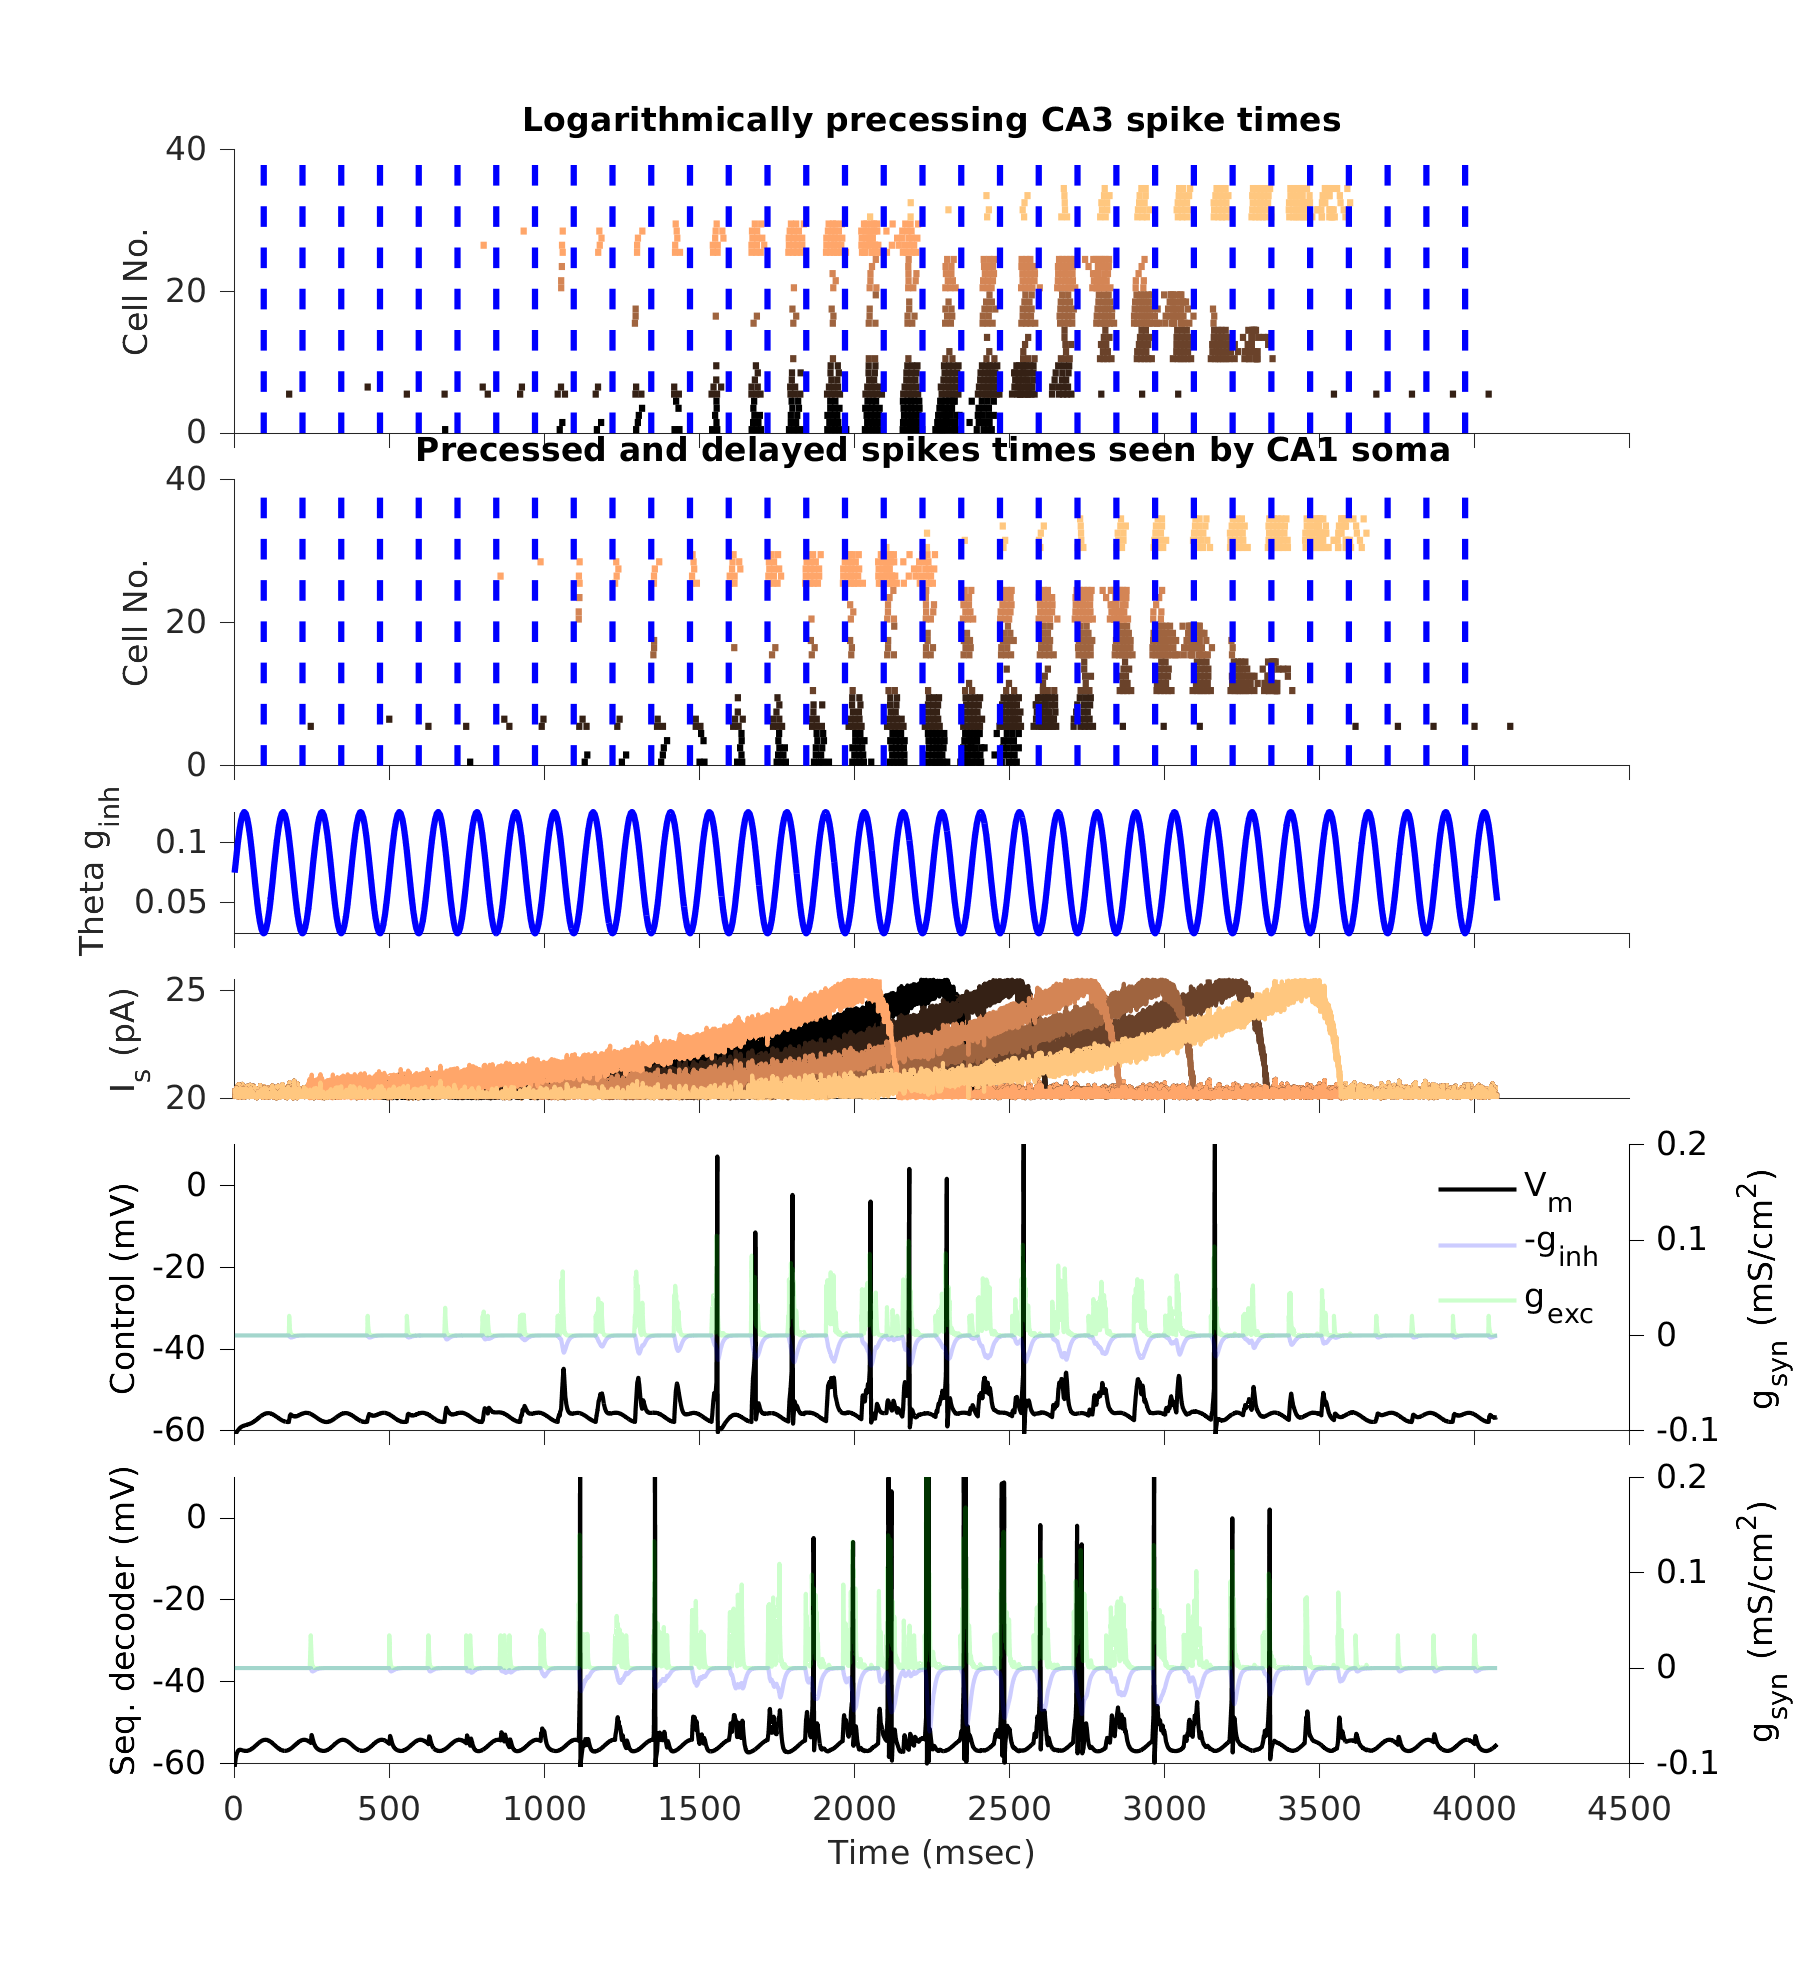 Logarithmically precessing CA3 spike times
40
20
0
Cell No.
Precessed and delayed spikes times seen by CA1 soma
40
20
0
Cell No.
0.1
0.05
Theta g_inh
25
20
I_s (pA)
0
-20
-40
-60
Control (mV)
V_m
-g_inh
g_exc
0.2
0.1
0
-0.1
g_syn (mS/cm^2)
0
-20
-40
-60
Seq. decoder (mV)
0.2
0.1
0
-0.1
g_syn (mS/cm^2)
0 500 1000 1500 2000 2500 3000 3500 4000 4500
Time (msec)